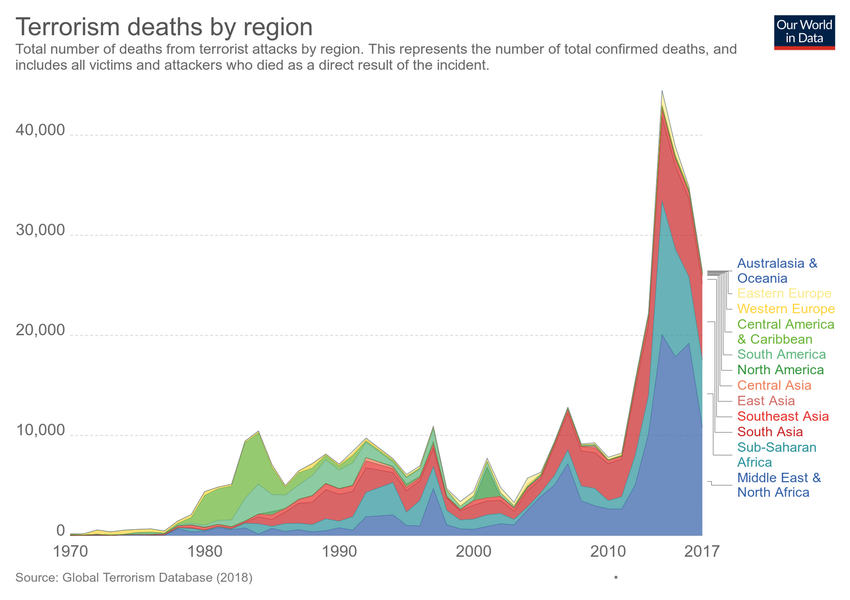 Terrorism deaths by region
Total number of deaths from terrorist attacks by region. This represents the number of total confirmed deaths, and
includes all victims and attackers who died as a direct result of the incident.
Our World
in Data
40,000
30,000
20,000
10,000
0
1970
1980
1990
2000
2010
2017
Australasia &
Oceania
Eastern Europe
Western Europe
Central America
& Caribbean
South America
North America
Central Asia
East Asia
Southeast Asia
South Asia
Sub-Saharan
Africa
Middle East &
North Africa
Source: Global Terrorism Database (2018)
•